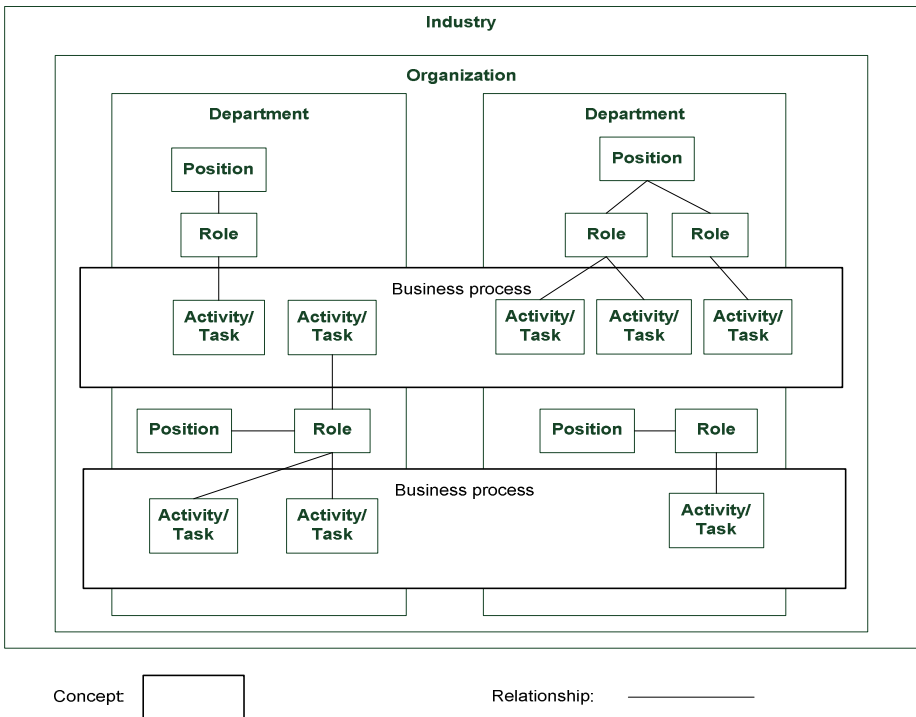 Industry
Organization
Department
Department
Position
Position
Role
Role
Role
Business process
Activity/
Task
Activity/
Task
Activity/
Task
Activity/
Task
Activity/
Task
Position
Role
Position
Role
Business process
Activity/
Task
Activity/
Task
Activity/
Task
Concept:
Relationship: